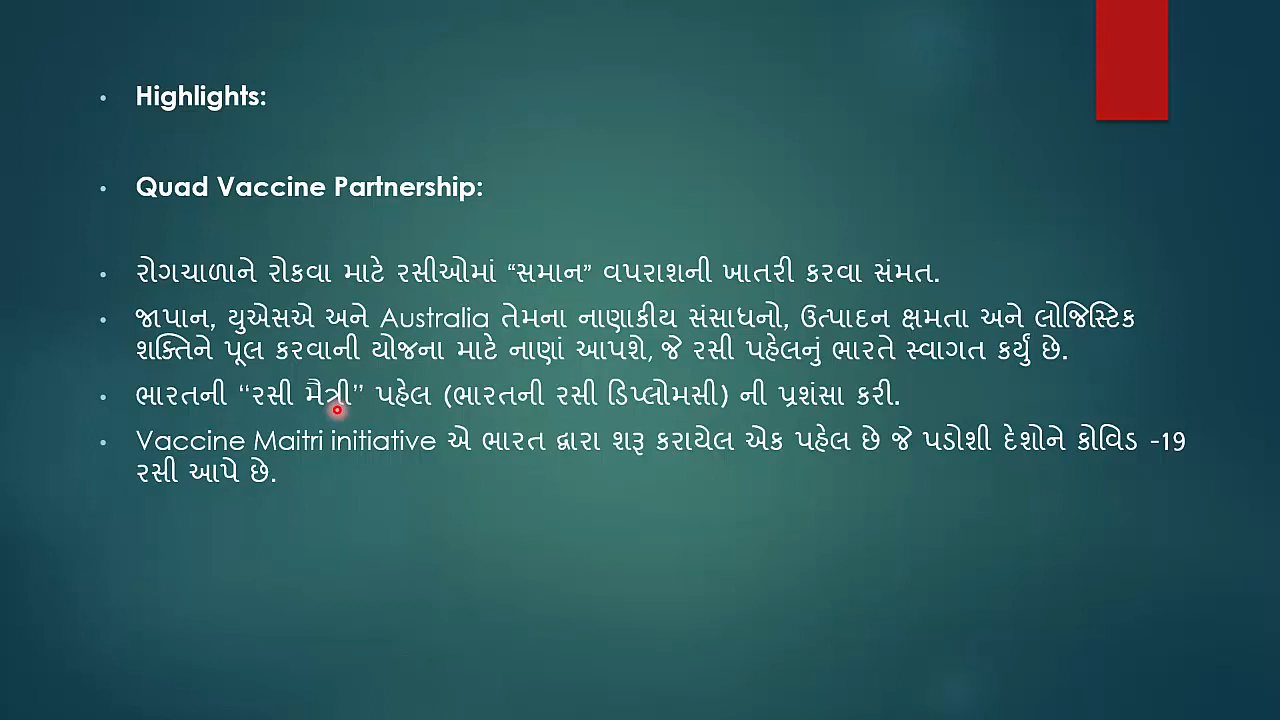 Highlights:
Quad Vaccine Partnership:
રોગચાળાને રોકવા માટે રસીઓમાં “સમાન” વપરાશની ખાતરી કરવા સંમત.
જાપાન, યુએસએ અને Australia તેમના નાણાકીય સંસાધનો, ઉત્પાદન ક્ષમતા અને લોજિસ્ટિક
શક્તિને પૂલ કરવાની યોજના માટે નાણાં આપશે, જે રસી પહેલનું ભારતે સ્વાગત કર્યું છે.
ભારતની “રસી મૈત્રી” પહેલ (ભારતની રસી ડિપ્લોમસી) ની પ્રશંસા કરી.
Vaccine Maitri initiative એ ભારત દ્વારા શરૂ કરાયેલ એક પહેલ છે જે પડોશી દેશોને કોવિડ -19
રસી આપે છે.